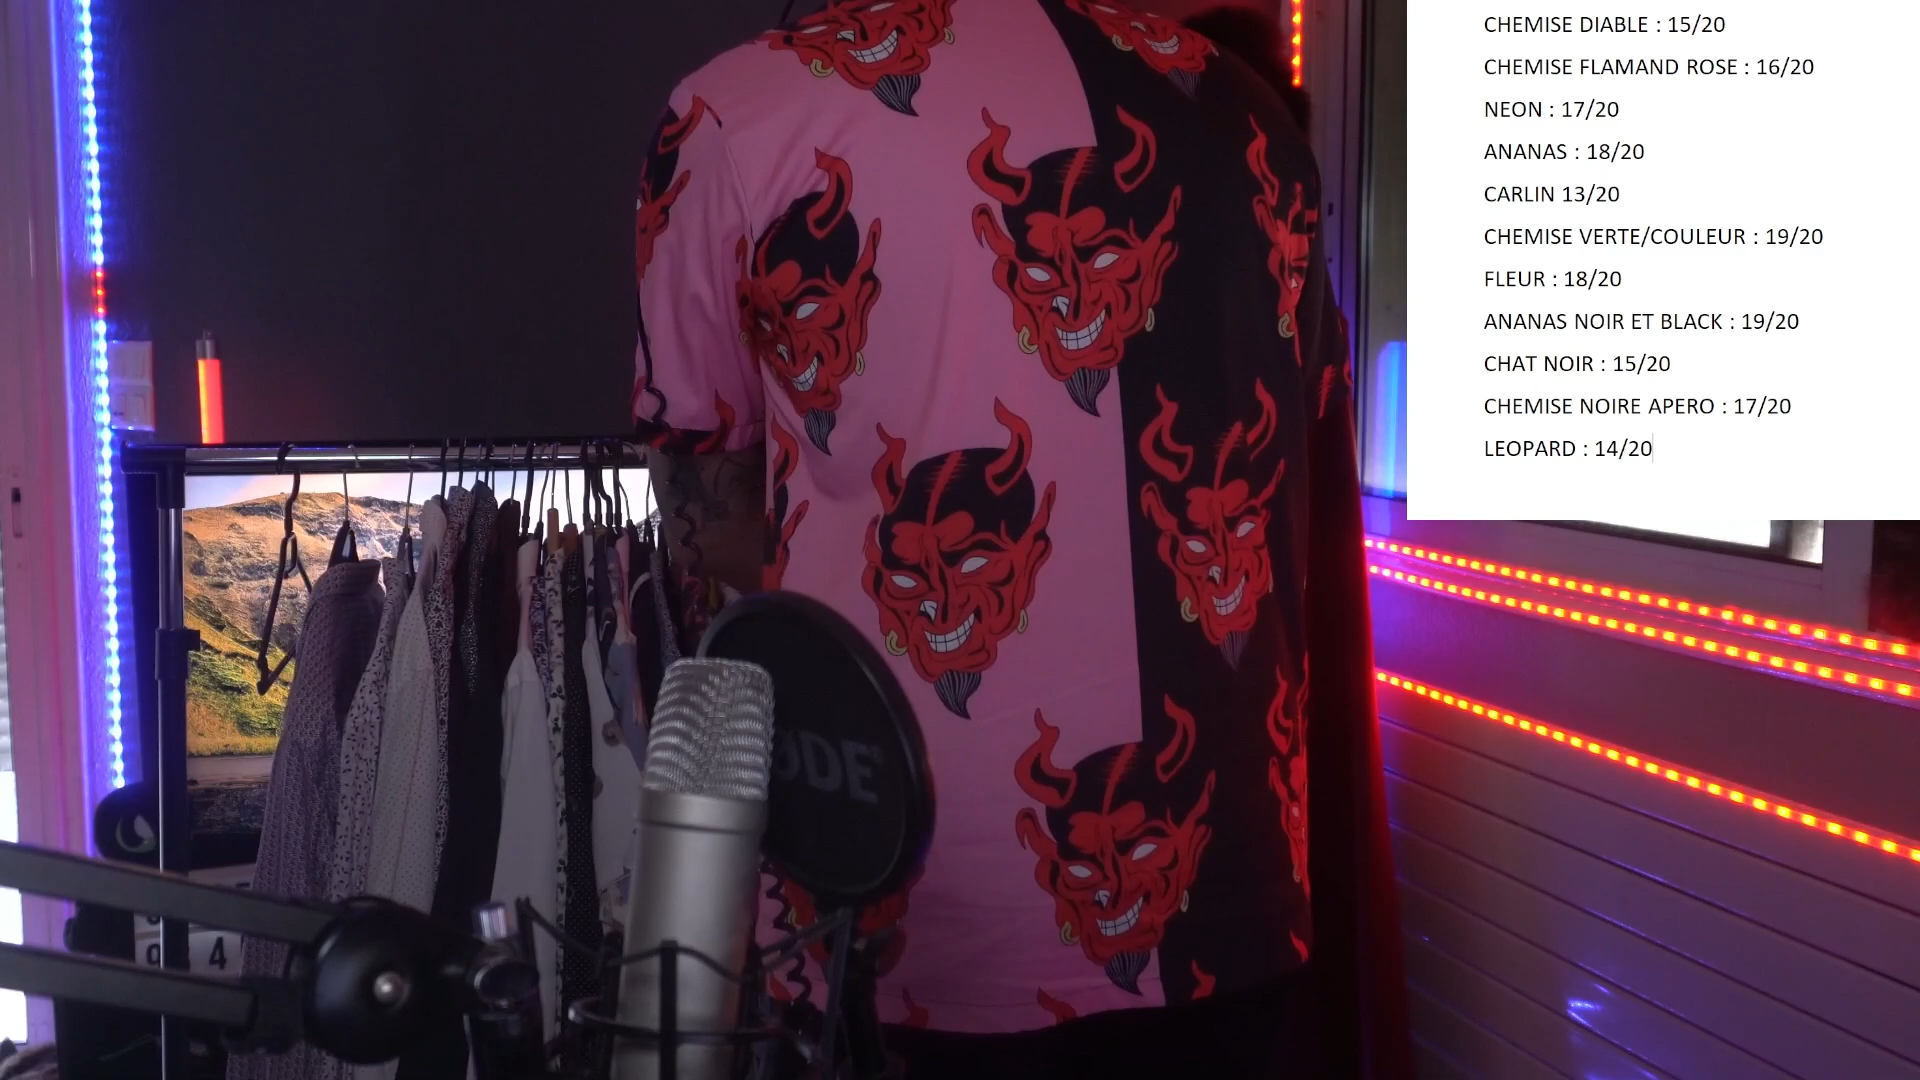 CHEMISE DIABLE : 15/20
CHEMISE FLAMAND ROSE : 16/20
NEON : 17/20
ANANAS : 18/20
CARLIN 13/20
CHEMISE VERTE/COULEUR : 19/20
FLEUR : 18/20
ANANAS NOIR ET BLACK : 19/20
CHAT NOIR : 15/20
CHEMISE NOIRE APERO : 17/20
LEOPARD : 14/20
RØDE
4